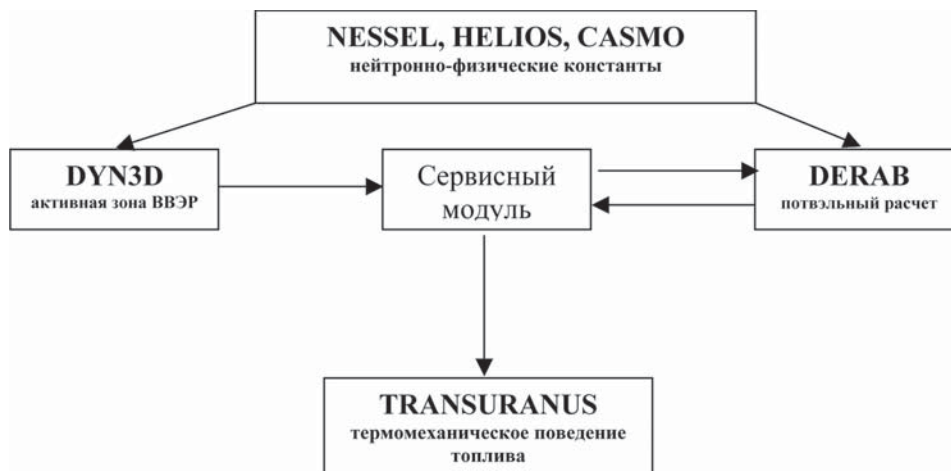 NESSEL, HELIOS, CASMO
нейтронно-физические константы
DYN3D
активная зона ВВЭР
Сервисный
модуль
DERAB
потвэльный расчет
TRANSURANUS
термомеханическое поведение
топлива